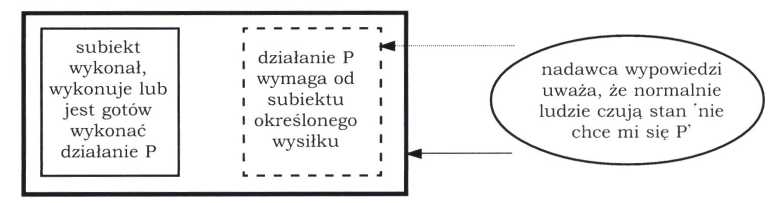 subiekt
wykonał,
wykonuje lub
jest gotów
wykonać
działanie P
działanie P
wymaga od
subiektu
określonego
wysiłku
nadawca wypowiedzi
uważa, że normalnie
ludzie czują stan 'nie
chce mi się P'